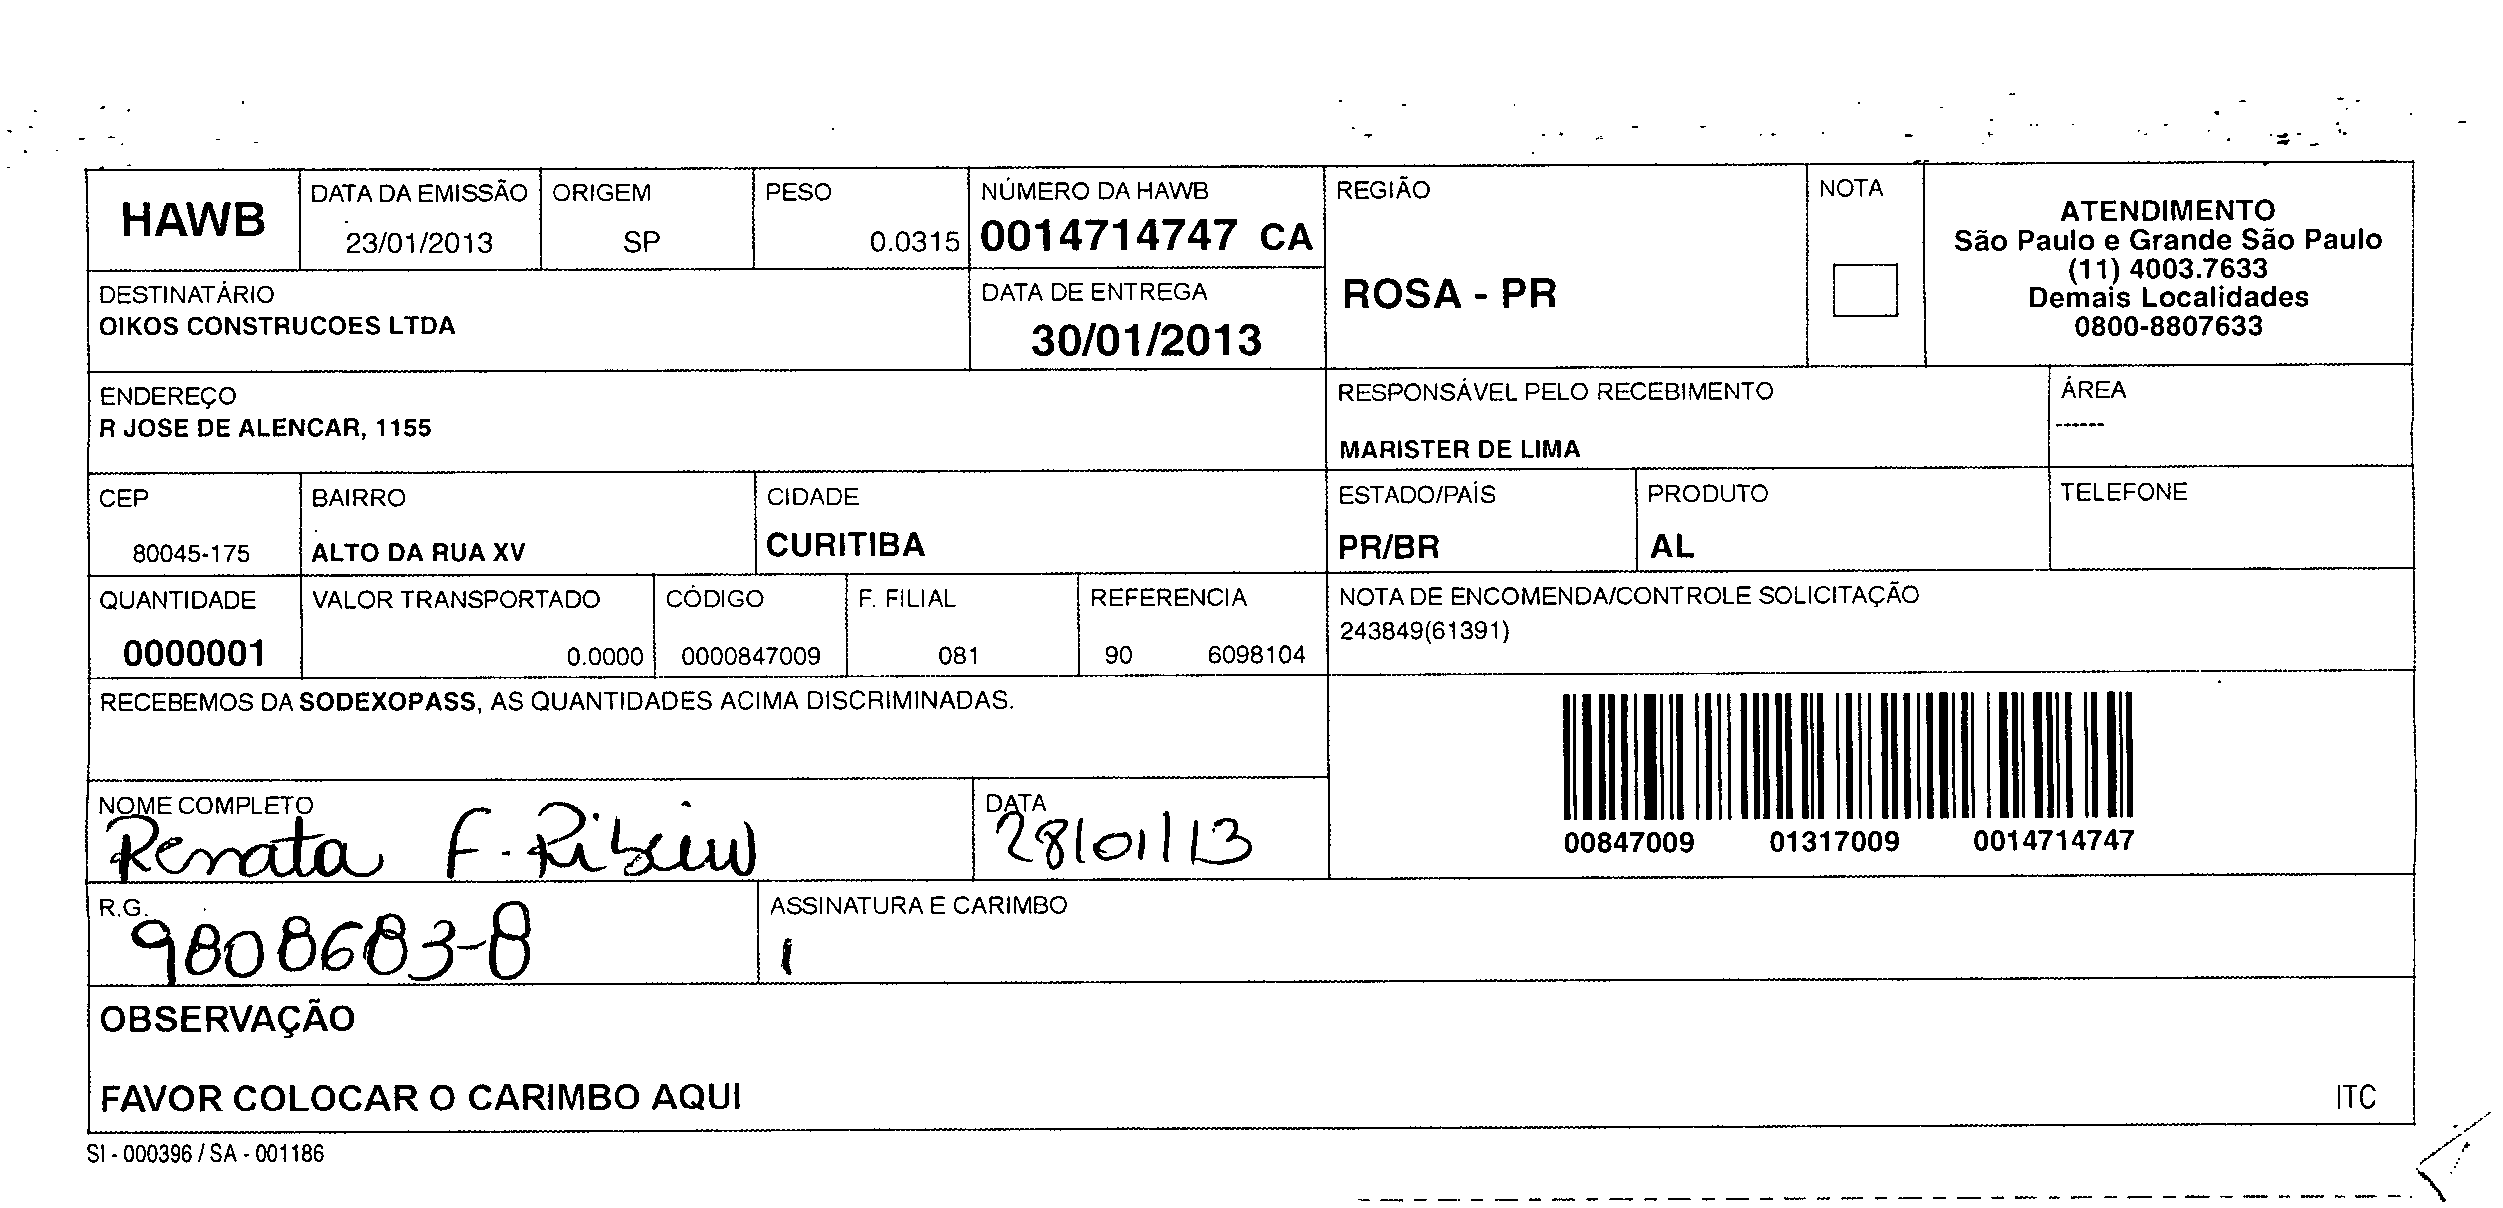 HAWB
DATA DA EMISSÃO
23/01/2013
ORIGEM
SP
PESO
0.0315
NÚMERO DA HAWB
0014714747 CA
REGIÃO
ROSA - PR
NOTA
ATENDIMENTO
São Paulo e Grande São Paulo
(11) 4003.7633
Demais Localidades
0800-8807633
DESTINATÁRIO
OIKOS CONSTRUCOES LTDA
DATA DE ENTREGA
30/01/2013
ENDEREÇO
R JOSE DE ALENCAR, 1155
RESPONSÁVEL PELO RECEBIMENTO
MARISTER DE LIMA
ÁREA
------
CEP
80045-175
BAIRRO
ALTO DA RUA XV
CIDADE
CURITIBA
ESTADO/PAÍS
PR/BR
PRODUTO
AL
TELEFONE
QUANTIDADE
0000001
VALOR TRANSPORTADO
0.0000
CÓDIGO
0000847009
F. FILIAL
081
REFERENCIA
90 6098104
NOTA DE ENCOMENDA/CONTROLE SOLICITAÇÃO
243849(61391)
RECEBEMOS DA SODEXOPASS, AS QUANTIDADES ACIMA DISCRIMINADAS.
00847009 01317009 0014714747
NOME COMPLETO
Renata F. Ribeiro
DATA
28/01/13
R.G.
9808683-8
ASSINATURA E CARIMBO
OBSERVAÇÃO
FAVOR COLOCAR O CARIMBO AQUI
ITC
SI - 000396 / SA - 001186